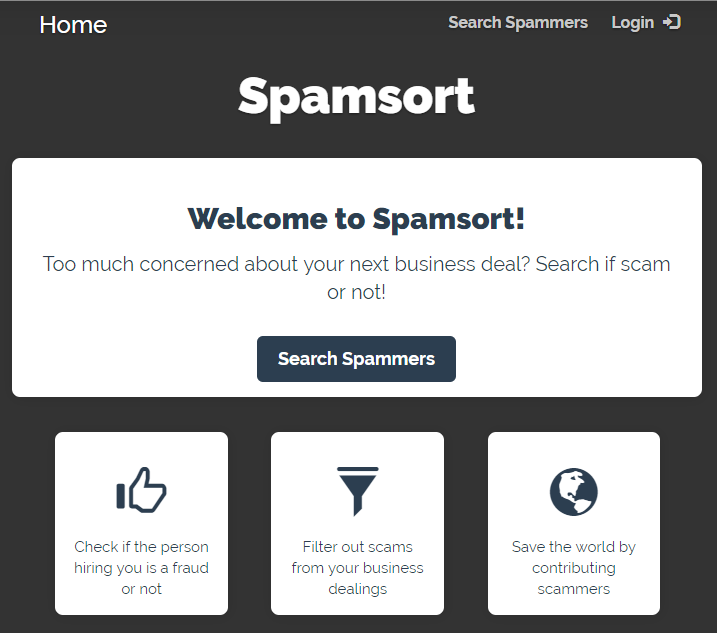 Home Search Spammers Login
Spamsort
Welcome to Spamsort!
Too much concerned about your next business deal? Search if scam
or not!
Search Spammers
Check if the person
hiring you is a fraud
or not
Filter out scams
from your business
dealings
Save the world by
contributing
scammers